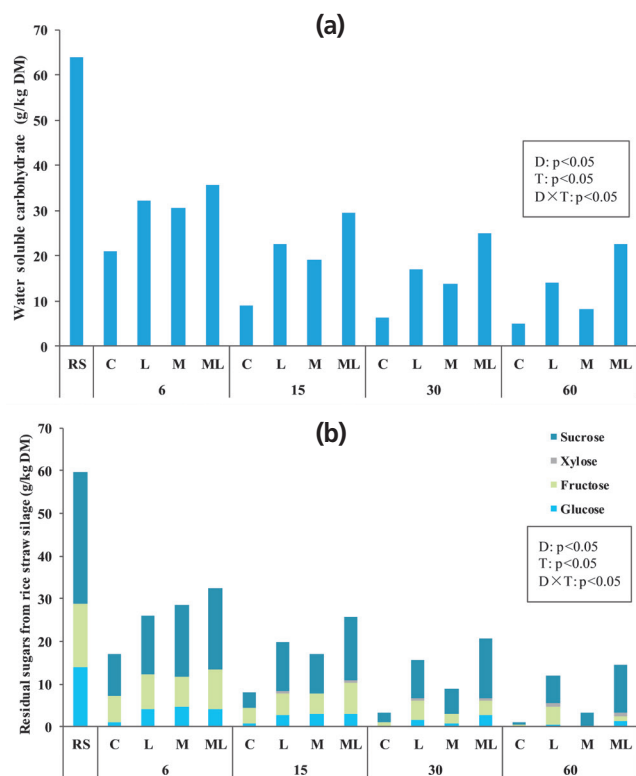 (a)
Water soluble carbohydrate (g/kg DM)
70
60
50
40
30
20
10
0
D: p<0.05
T: p<0.05
D×T: p<0.05
RS C L M ML C L M ML C L M ML C L M ML
6 15 30 60
(b)
Residual sugars from rice straw silage (g/kg DM)
70
60
50
40
30
20
10
0
Sucrose
Xylose
Fructose
Glucose
D: p<0.05
T: p<0.05
D×T: p<0.05
RS C L M ML C L M ML C L M ML C L M ML
6 15 30 60